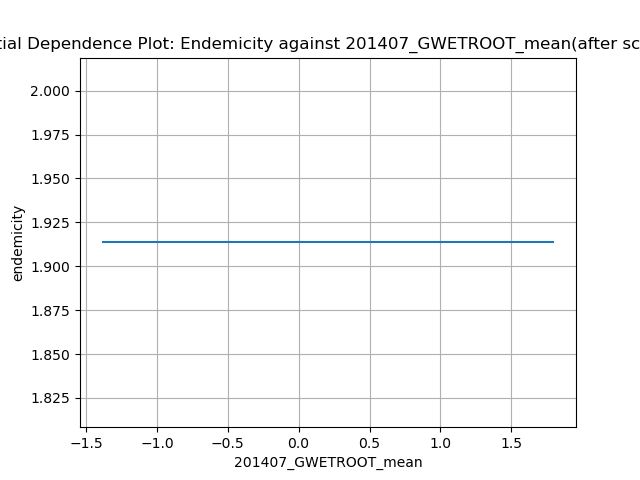 tial Dependence Plot: Endemicity against 201407_GWETROOT_mean(after sc
2.000
1.975
1.950
1.925
1.900
1.875
1.850
1.825
endemicity
−1.5 −1.0 −0.5 0.0 0.5 1.0 1.5
201407_GWETROOT_mean